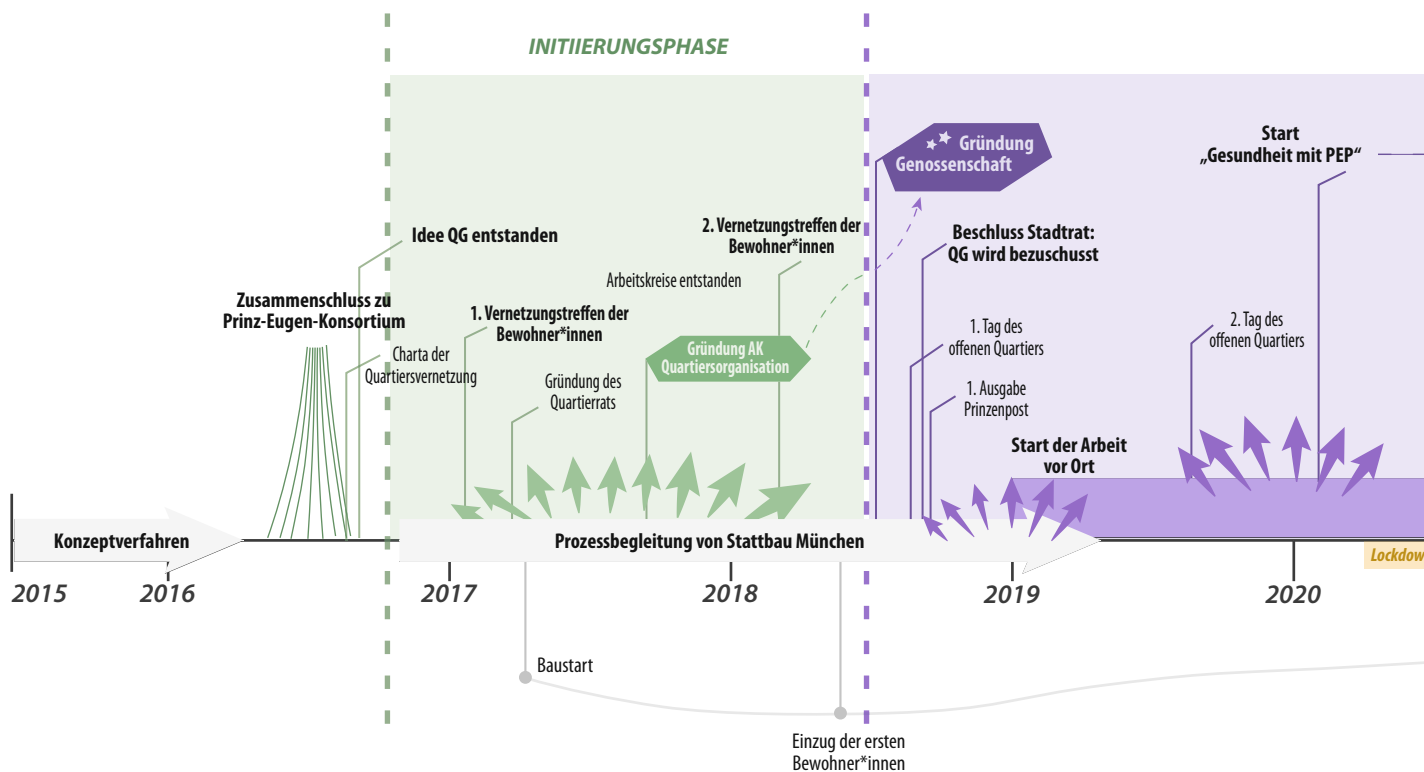 INITIIERUNGSPHASE
Gründung
Genossenschaft
Start
„Gesundheit mit PEP“
Idee QG entstanden
2. Vernetzungstreffen der
Bewohner*innen
Beschluss Stadtrat:
QG wird bezuschusst
Arbeitskreise entstanden
Zusammenschluss zu
Prinz-Eugen-Konsortium
1. Vernetzungstreffen der
Bewohner*innen
1. Tag des
offenen Quartiers
2. Tag des
offenen Quartiers
Charta der
Quartiersvernetzung
Gründung AK
Quartiersorganisation
Gründung des
Quartierrats
1. Ausgabe
Prinzenpost
Start der Arbeit
vor Ort
Konzeptverfahren
Prozessbegleitung von Stattbau München
Lockdow
2015
2016
2017
2018
2019
2020
Baustart
Einzug der ersten
Bewohner*innen